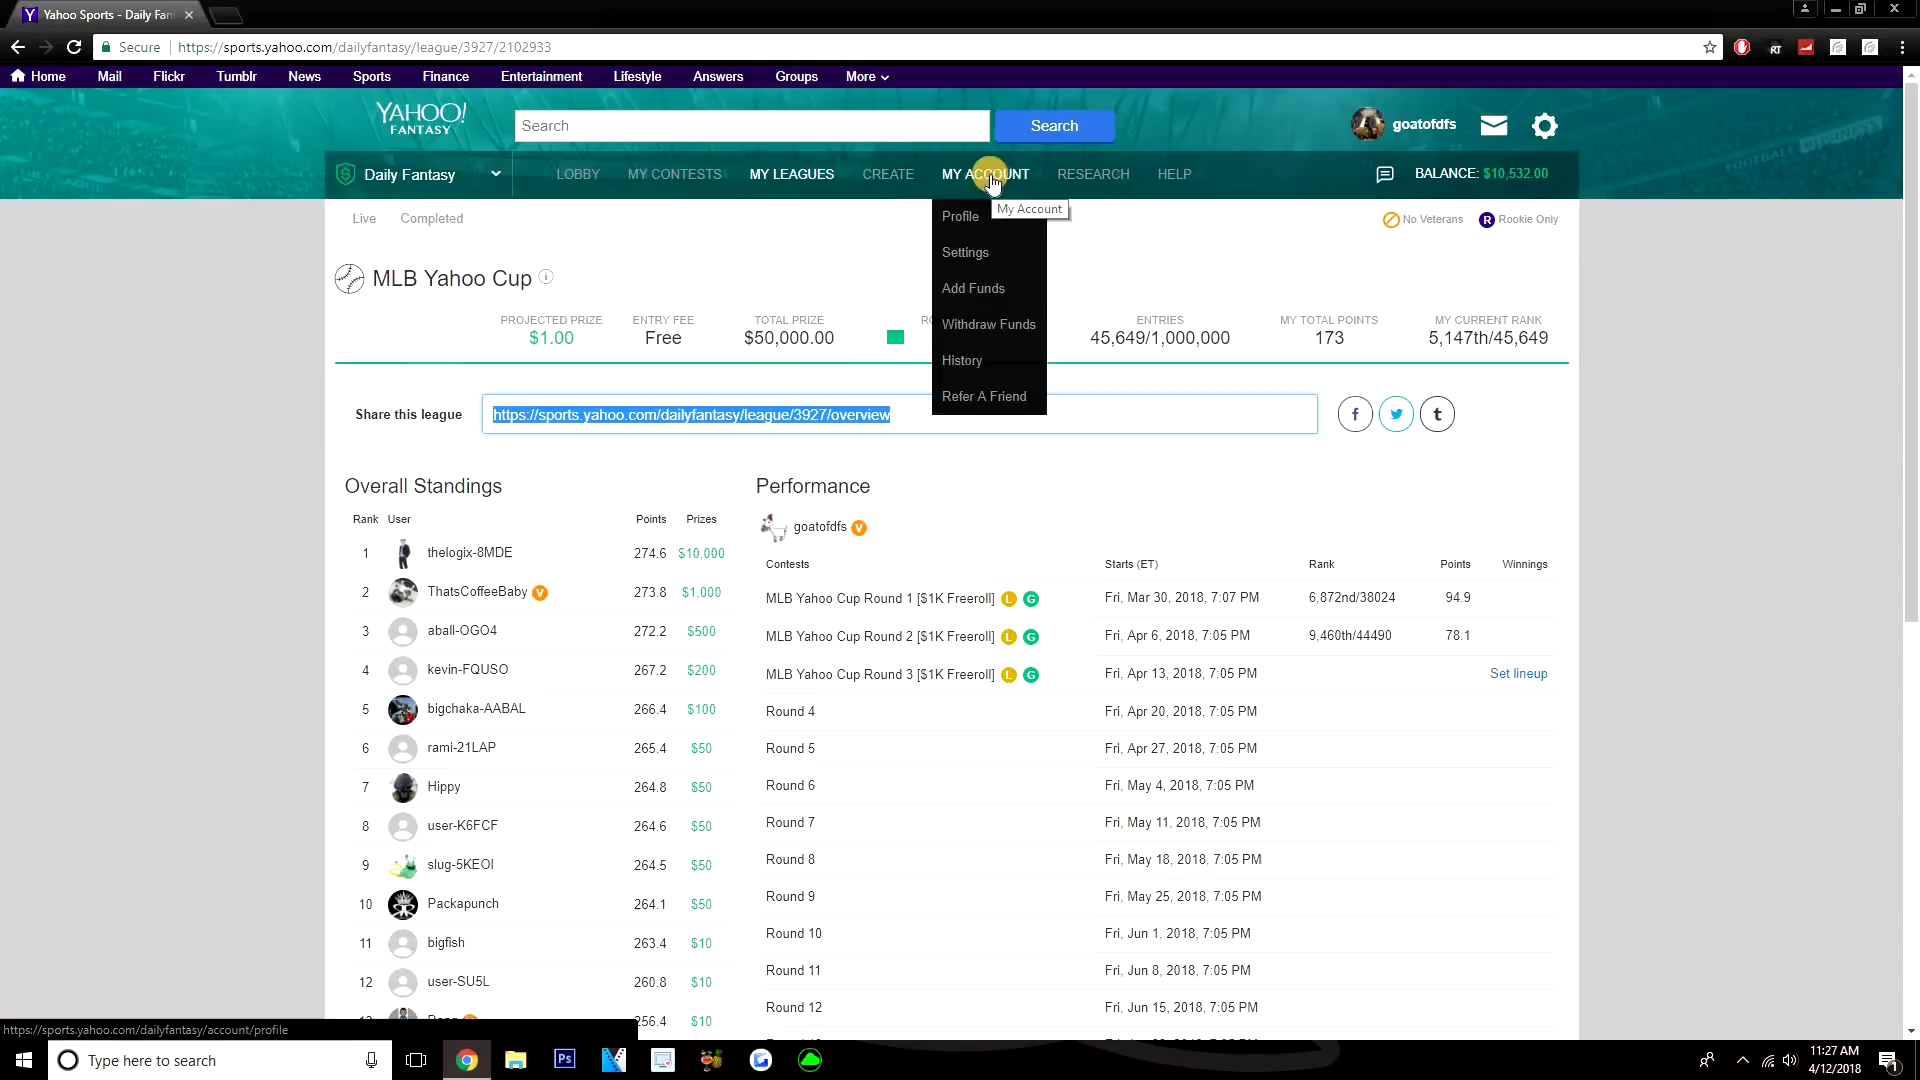 Yahoo Sports - Daily Fan
Secure | https://sports.yahoo.com/dailyfantasy/league/3927/2102933
Home Mail Flickr Tumblr News Sports Finance Entertainment Lifestyle Answers Groups More
YAHOO!
FANTASY
Search
Search
goatofdfs
Daily Fantasy
LOBBY MY CONTESTS MY LEAGUES CREATE MY ACCOUNT RESEARCH HELP
BALANCE: $10,532.00
My Account
Profile
Settings
Add Funds
Withdraw Funds
History
Refer A Friend
Live Completed
No Veterans Rookie Only
MLB Yahoo Cup
PROJECTED PRIZE ENTRY FEE TOTAL PRIZE ENTRIES MY TOTAL POINTS MY CURRENT RANK
$1.00 Free $50,000.00 45,649/1,000,000 173 5,147th/45,649
Share this league https://sports.yahoo.com/dailyfantasy/league/3927/overview
Overall Standings
Rank User Points Prizes
1 thelogix-8MDE 274.6 $10,000
2 ThatsCoffeeBaby V 273.8 $1,000
3 aball-OGO4 272.2 $500
4 kevin-FQUSO 267.2 $200
5 bigchaka-AABAL 266.4 $100
6 rami-21LAP 265.4 $50
7 Hippy 264.8 $50
8 user-K6FCF 264.6 $50
9 slug-5KEOI 264.5 $50
10 Packapunch 264.1 $50
11 bigfish 263.4 $10
12 user-SU5L 260.8 $10
256.4 $10
Performance
goatofdfs V
Contests Starts (ET) Rank Points Winnings
MLB Yahoo Cup Round 1 [$1K Freeroll] L G Fri, Mar 30, 2018, 7:07 PM 6,872nd/38024 94.9
MLB Yahoo Cup Round 2 [$1K Freeroll] L G Fri, Apr 6, 2018, 7:05 PM 9,460th/44490 78.1
MLB Yahoo Cup Round 3 [$1K Freeroll] L G Fri, Apr 13, 2018, 7:05 PM Set lineup
Round 4 Fri, Apr 20, 2018, 7:05 PM
Round 5 Fri, Apr 27, 2018, 7:05 PM
Round 6 Fri, May 4, 2018, 7:05 PM
Round 7 Fri, May 11, 2018, 7:05 PM
Round 8 Fri, May 18, 2018, 7:05 PM
Round 9 Fri, May 25, 2018, 7:05 PM
Round 10 Fri, Jun 1, 2018, 7:05 PM
Round 11 Fri, Jun 8, 2018, 7:05 PM
Round 12 Fri, Jun 15, 2018, 7:05 PM
https://sports.yahoo.com/dailyfantasy/account/profile
Type here to search
11:27 AM
4/12/2018